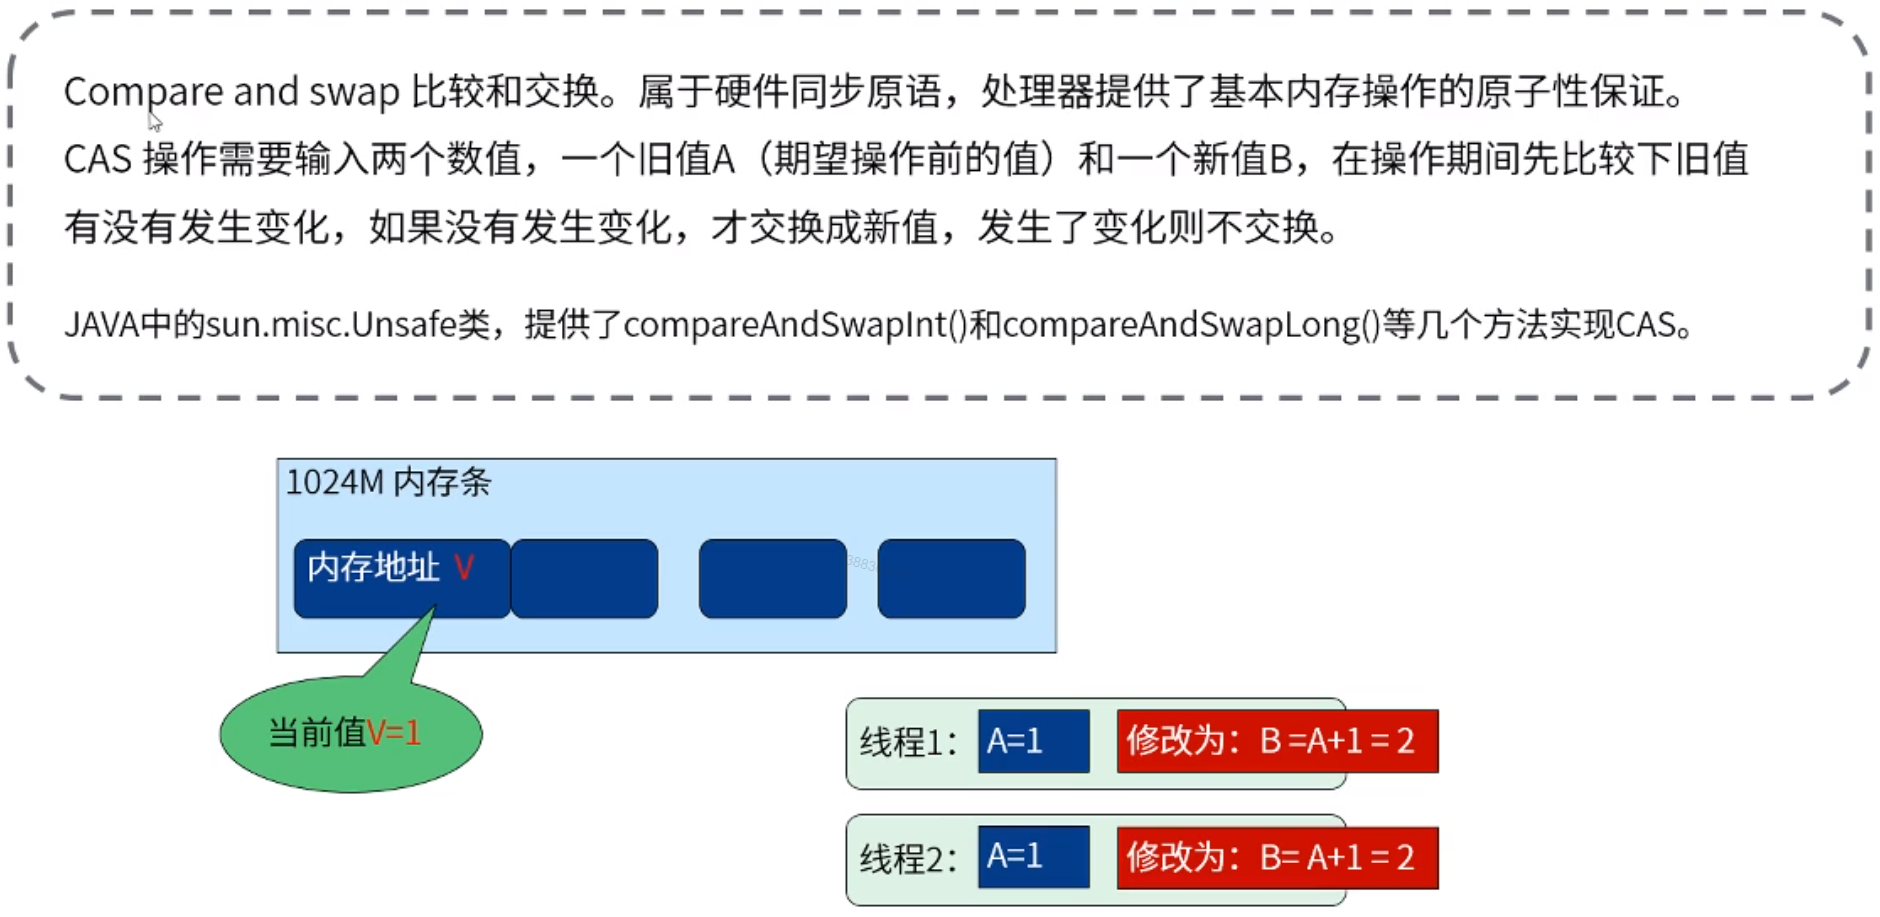 Compare and swap 比较和交换。属于硬件同步原语，处理器提供了基本内存操作的原子性保证。
CAS 操作需要输入两个数值，一个旧值A（期望操作前的值）和一个新值B，在操作期间先比较下旧值
有没有发生变化，如果没有发生变化，才交换成新值，发生了变化则不交换。
JAVA中的sun.misc.Unsafe类，提供了compareAndSwapInt()和compareAndSwapLong()等几个方法实现CAS。
1024M 内存条
内存地址 V
当前值V=1
线程1： A=1 修改为：B =A+1 = 2
线程2： A=1 修改为：B= A+1 = 2